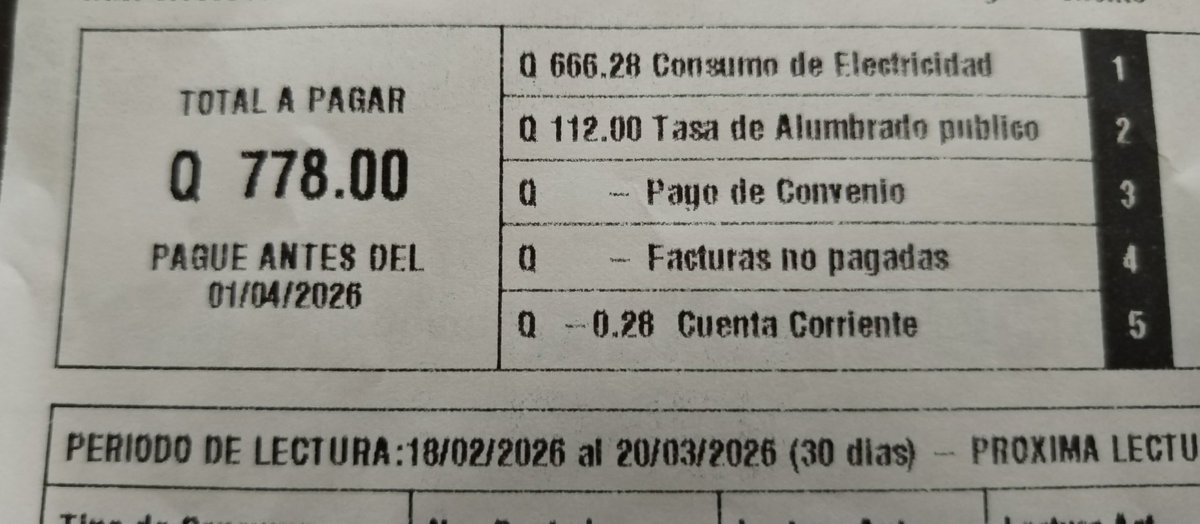 TOTAL A PAGAR
Q 778.00
PAGUE ANTES DEL
01/04/2026
Q 666.28 Consumo de Electricidad 1
Q 112.00 Tasa de Alumbrado publico 2
Q – Pago de Convenio 3
Q – Facturas no pagadas 4
Q –0.28 Cuenta Corriente 5
PERIODO DE LECTURA:18/02/2026 al 20/03/2026 (30 dias) – PROXIMA LECTU